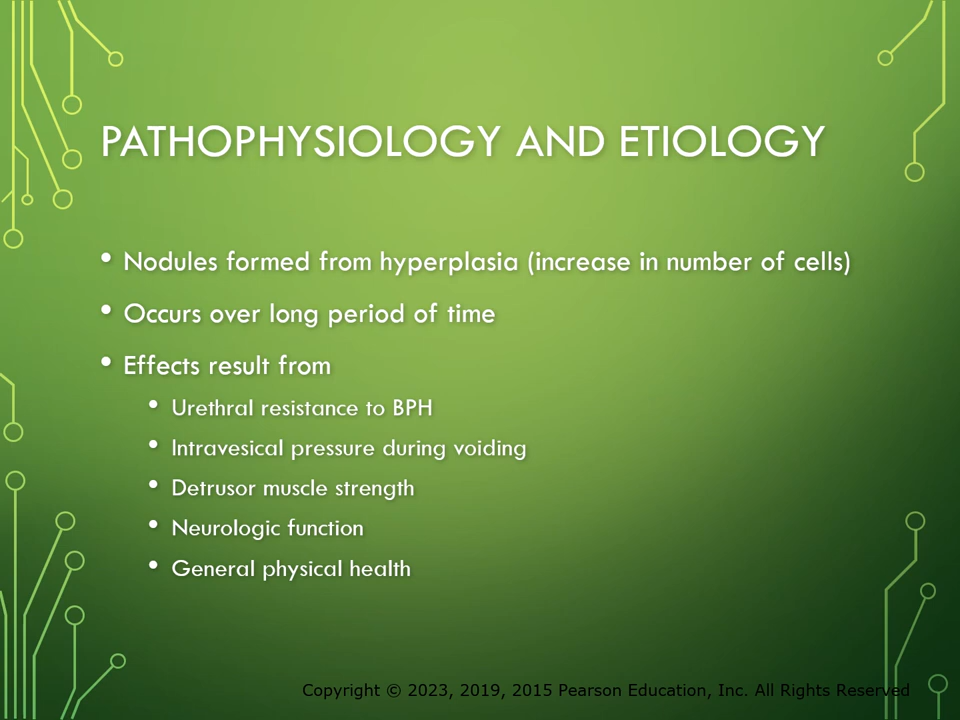 PATHOPHYSIOLOGY AND ETIOLOGY
• Nodules formed from hyperplasia (increase in number of cells)
• Occurs over long period of time
• Effects result from
• Urethral resistance to BPH
• Intravesical pressure during voiding
• Detrusor muscle strength
• Neurologic function
• General physical health
Copyright © 2023, 2019, 2015 Pearson Education, Inc. All Rights Reserved